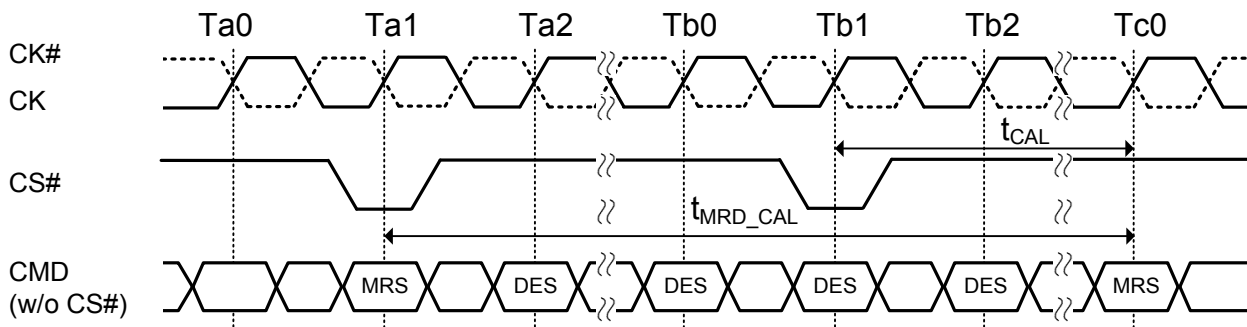 Ta0 Ta1 Ta2 Tb0 Tb1 Tb2 Tc0
CK#
CK
tCAL
CS#
tMRD_CAL
CMD
(w/o CS#)
MRS DES DES DES DES MRS